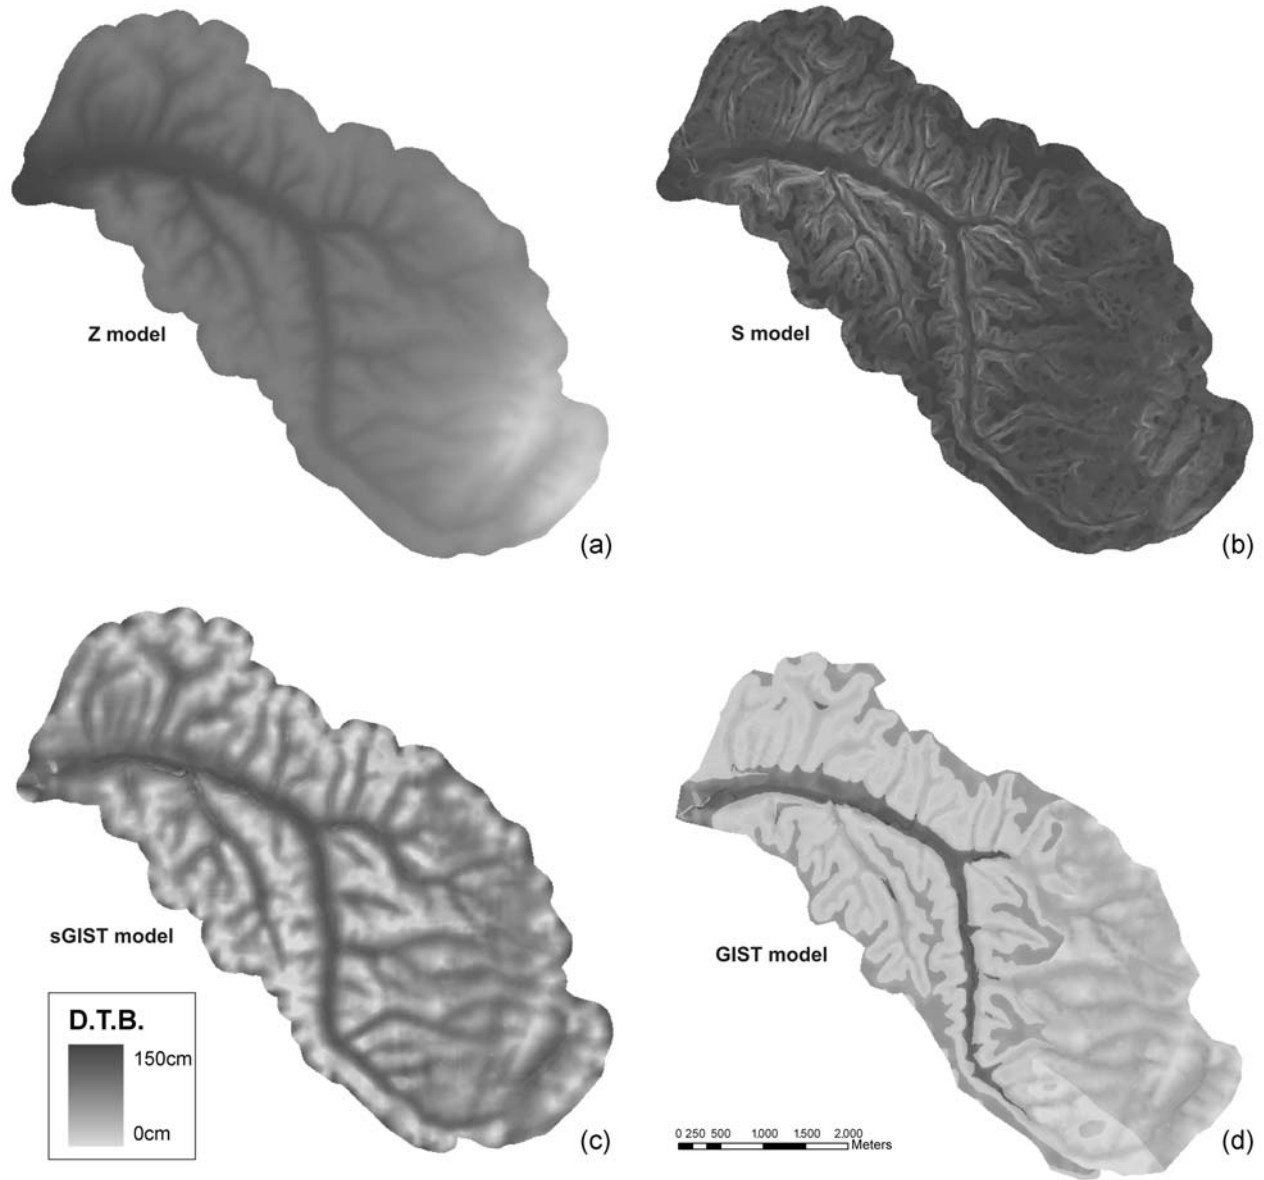 Z model
(a)
S model
(b)
sGIST model
D.T.B.
150cm
0cm
(c)
GIST model
0 250 500 1.000 1.500 2.000
Meters
(d)